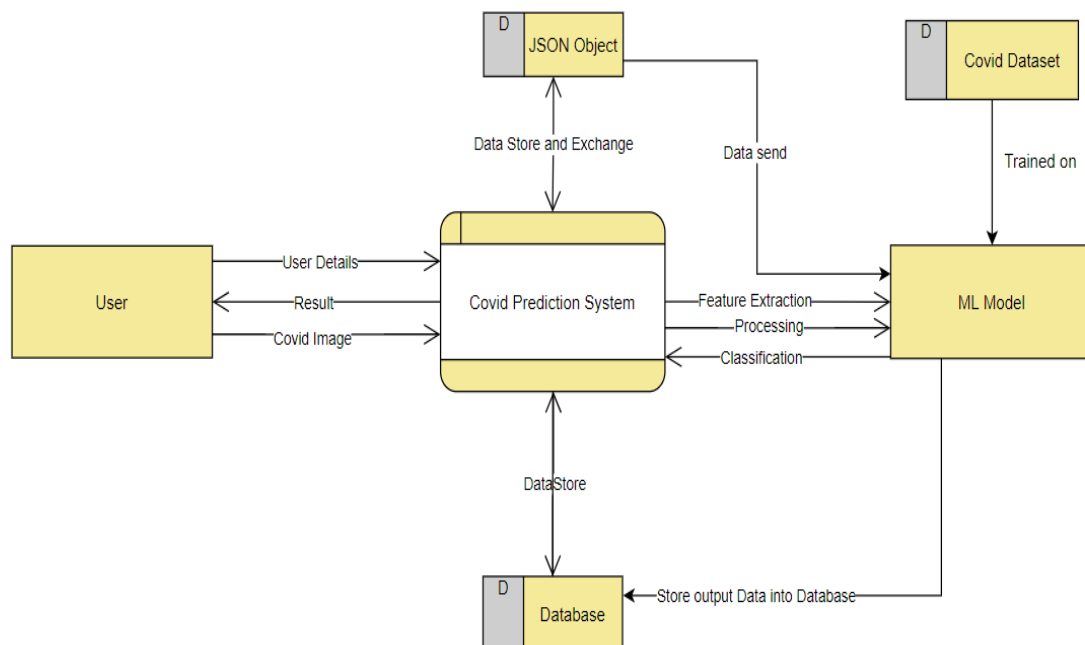 D
JSON Object
D
Covid Dataset
Data Store and Exchange
Data send
Trained on
User
User Details
Result
Covid Image
Covid Prediction System
Feature Extraction
Processing
Classification
ML Model
DataStore
D
Database
Store output Data into Database